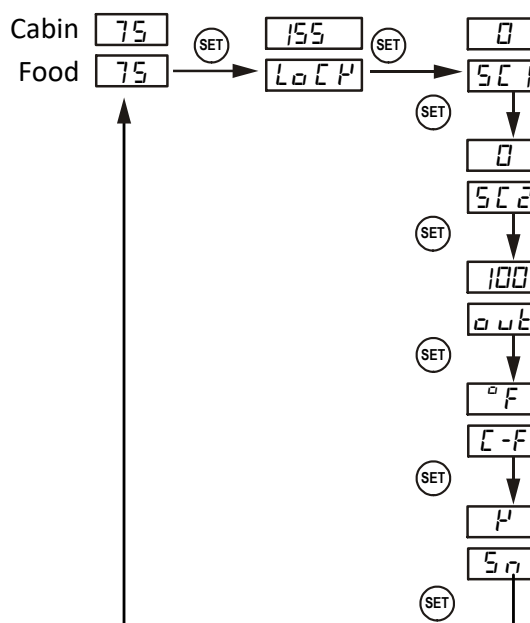 Cabin 75 155 0
SET SET
Food 75 LoCK SC1
SET
0
SC2
SET
100
out
SET
°F
C-F
SET
K
Sn
SET